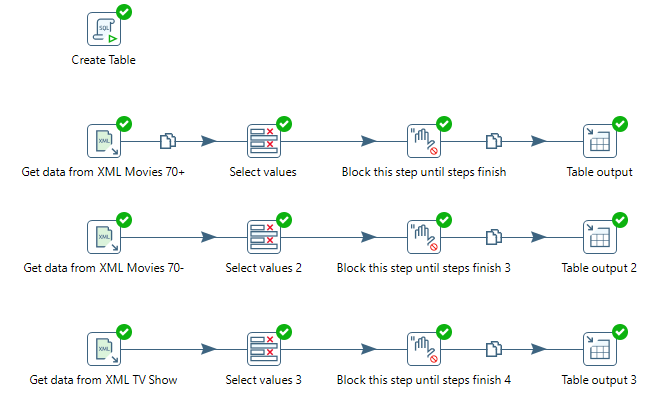 SQL
Create Table
XML
Get data from XML Movies 70+
Select values
Block this step until steps finish
Table output
XML
Get data from XML Movies 70-
Select values 2
Block this step until steps finish 3
Table output 2
XML
Get data from XML TV Show
Select values 3
Block this step until steps finish 4
Table output 3